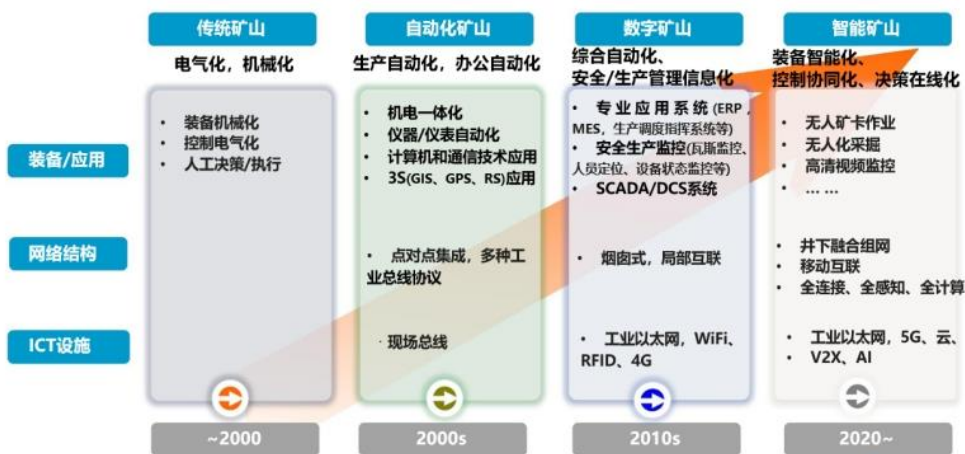 传统矿山
自动化矿山
数字矿山
智能矿山
电气化，机械化
生产自动化，办公自动化
综合自动化、
安全/生产管理信息化
装备智能化、
控制协同化、决策在线化
装备/应用
• 装备机械化
• 控制电气化
• 人工决策/执行
• 机电一体化
• 仪器/仪表自动化
• 计算机和通信技术应用
• 3S(GIS、GPS、RS)应用
• 专业应用系统(ERP，
MES，生产调度指挥系统等)
• 安全生产监控(瓦斯监控、
人员定位、设备状态监控等)
• SCADA/DCS系统
• 无人矿卡作业
• 无人化采掘
• 高清视频监控
• … …
网络结构
• 点对点集成，多种工
业总线协议
• 烟囱式，局部互联
• 井下融合组网
• 移动互联
• 全连接、全感知、全计算
ICT设施
· 现场总线
• 工业以太网，WiFi、
RFID、4G
• 工业以太网，5G、云、
• V2X、AI
~2000
2000s
2010s
2020~